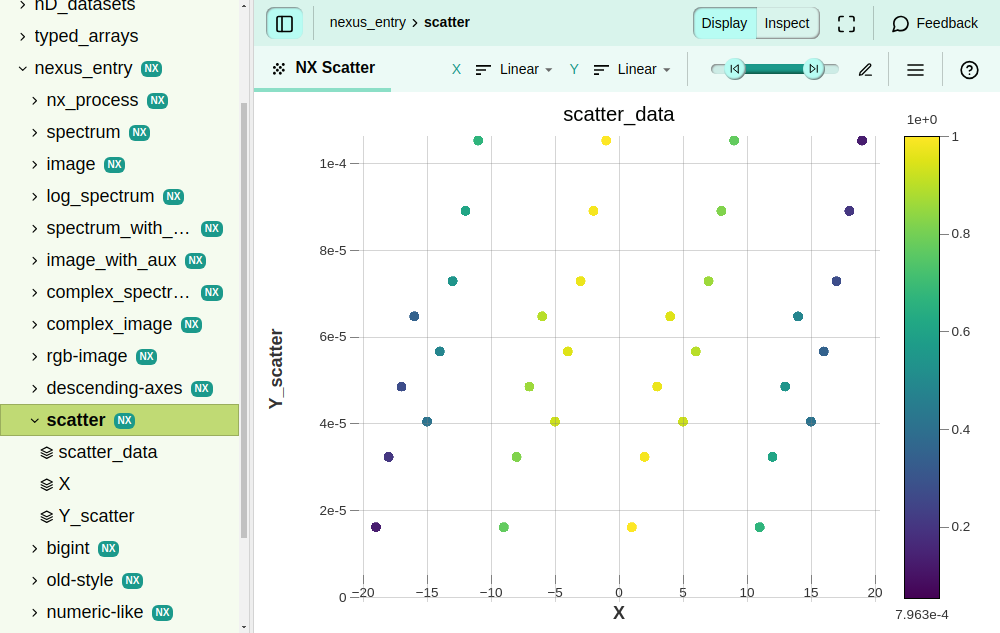 nD_datasets
typed_arrays
nexus_entry NX
nx_process NX
spectrum NX
image NX
log_spectrum NX
spectrum_with_... NX
image_with_aux NX
complex_spectr... NX
complex_image NX
rgb-image NX
descending-axes NX
scatter NX
scatter_data
X
Y_scatter
bigint NX
old-style NX
numeric-like NX
nexus_entry > scatter
Display Inspect Feedback
NX Scatter X Linear Y Linear
scatter_data
1e+0
1e-4
8e-5
6e-5
4e-5
2e-5
0
Y_scatter
−20 −15 −10 −5 0 5 10 15 20
X
1
0.8
0.6
0.4
0.2
7.963e-4